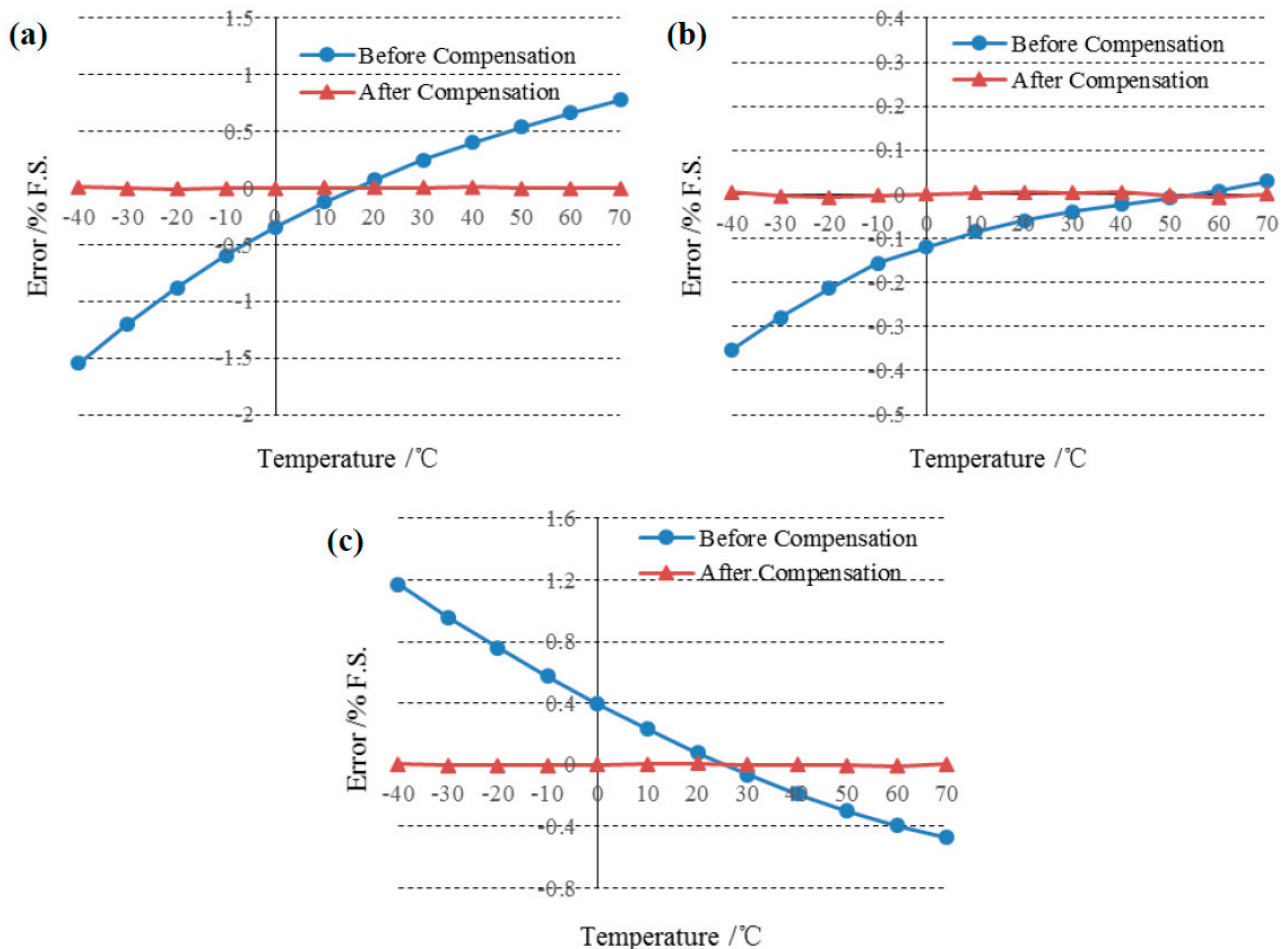 (a)
1.5
1
0.5
0
-0.5
-1
-1.5
-2
Before Compensation
After Compensation
-40 -30 -20 -10 0 10 20 30 40 50 60 70
Error /% F.S.
Temperature /℃
(b)
0.4
0.3
0.2
0.1
0
-0.1
-0.2
-0.3
-0.4
-0.5
Before Compensation
After Compensation
-40 -30 -20 -10 0 10 20 30 40 50 60 70
Error /% F.S.
Temperature /℃
(c)
1.6
1.2
0.8
0.4
0
-0.4
-0.8
Before Compensation
After Compensation
-40 -30 -20 -10 0 10 20 30 40 50 60 70
Error /% F.S.
Temperature /℃